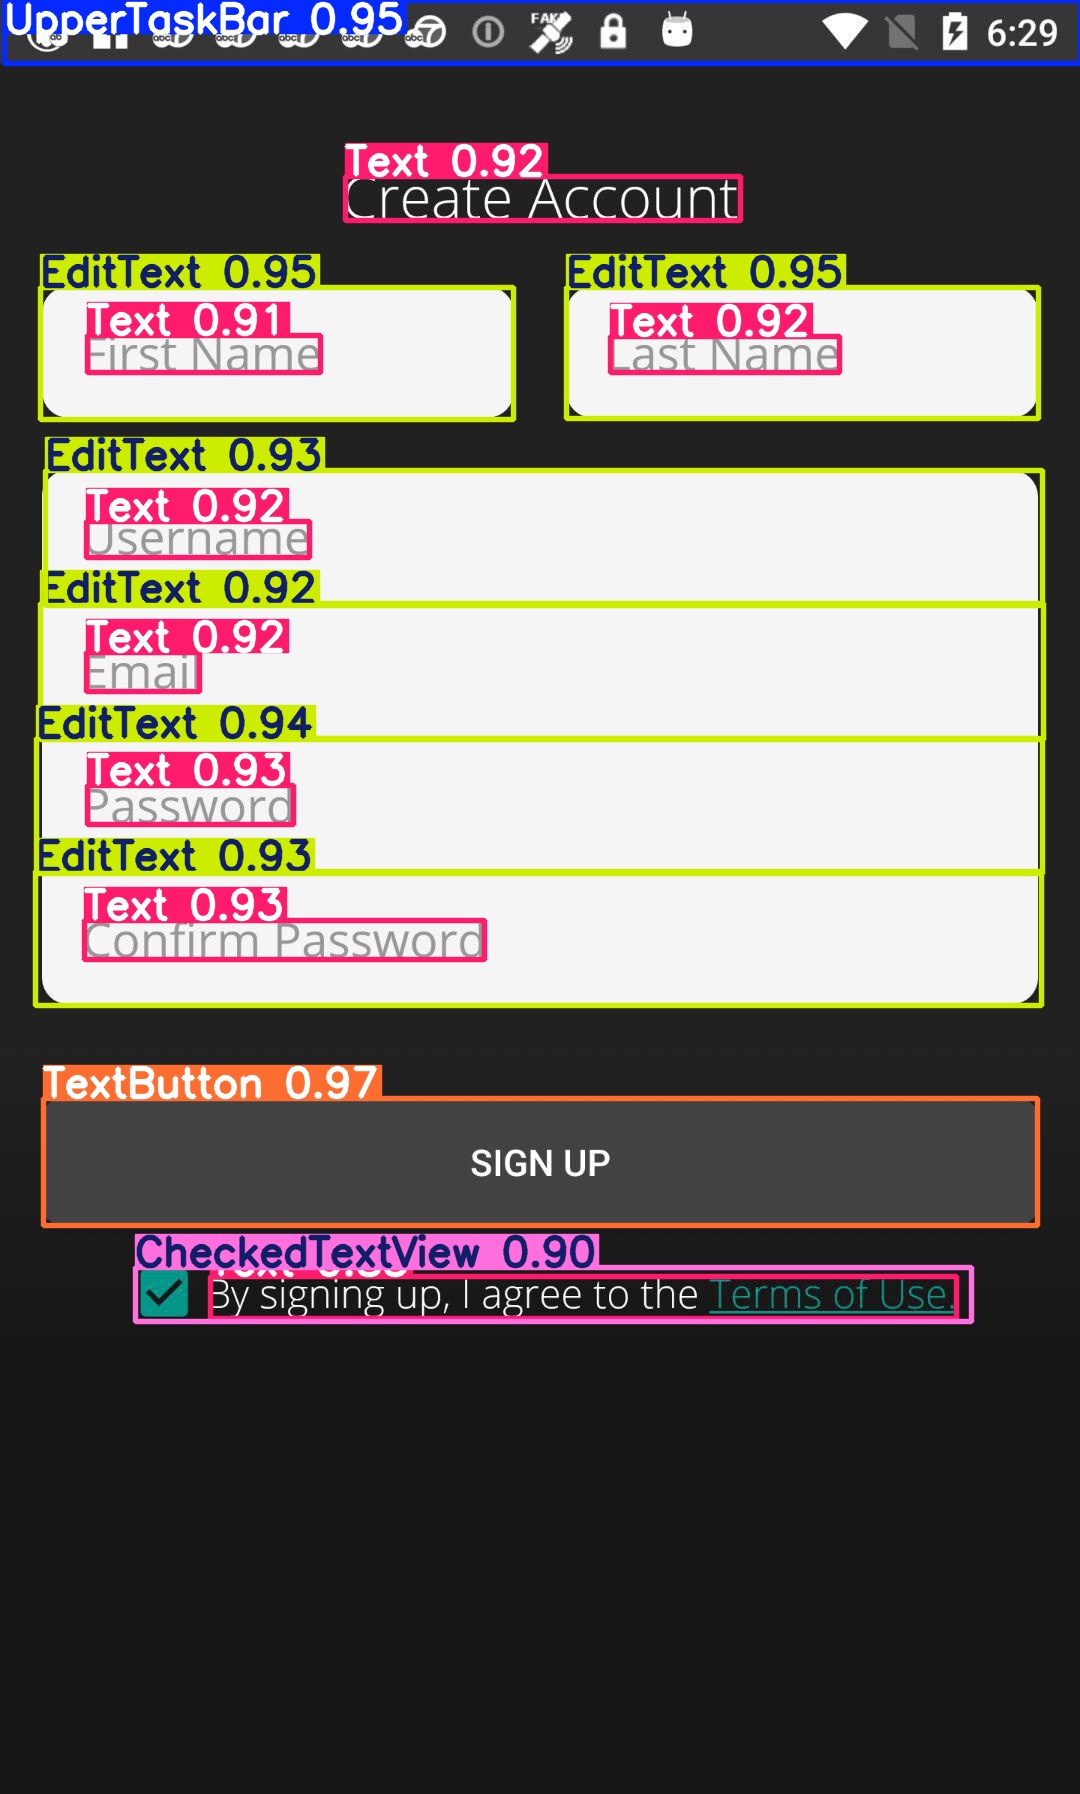 UpperTaskBar 0.95
FAKE
6:29
Text 0.92
Create Account
EditText 0.95 EditText 0.95
Text 0.91 Text 0.92
First Name Last Name
EditText 0.93
Text 0.92
Username
EditText 0.92
Text 0.92
Email
EditText 0.94
Text 0.93
Password
EditText 0.93
Text 0.93
Confirm Password
TextButton 0.97
SIGN UP
CheckedTextView 0.90
By signing up, I agree to the Terms of Use.